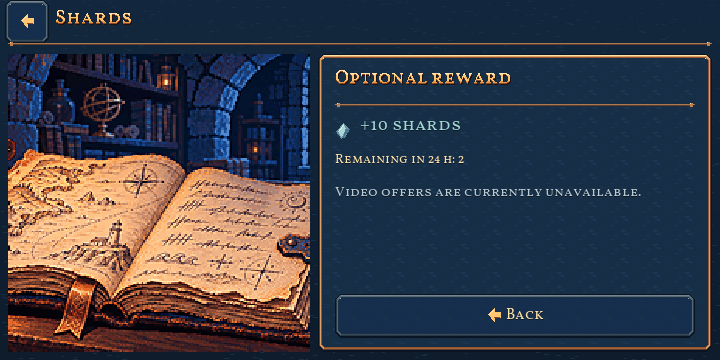 Shards
Optional reward
+10 shards
Remaining in 24 h: 2
Video offers are currently unavailable.
Back